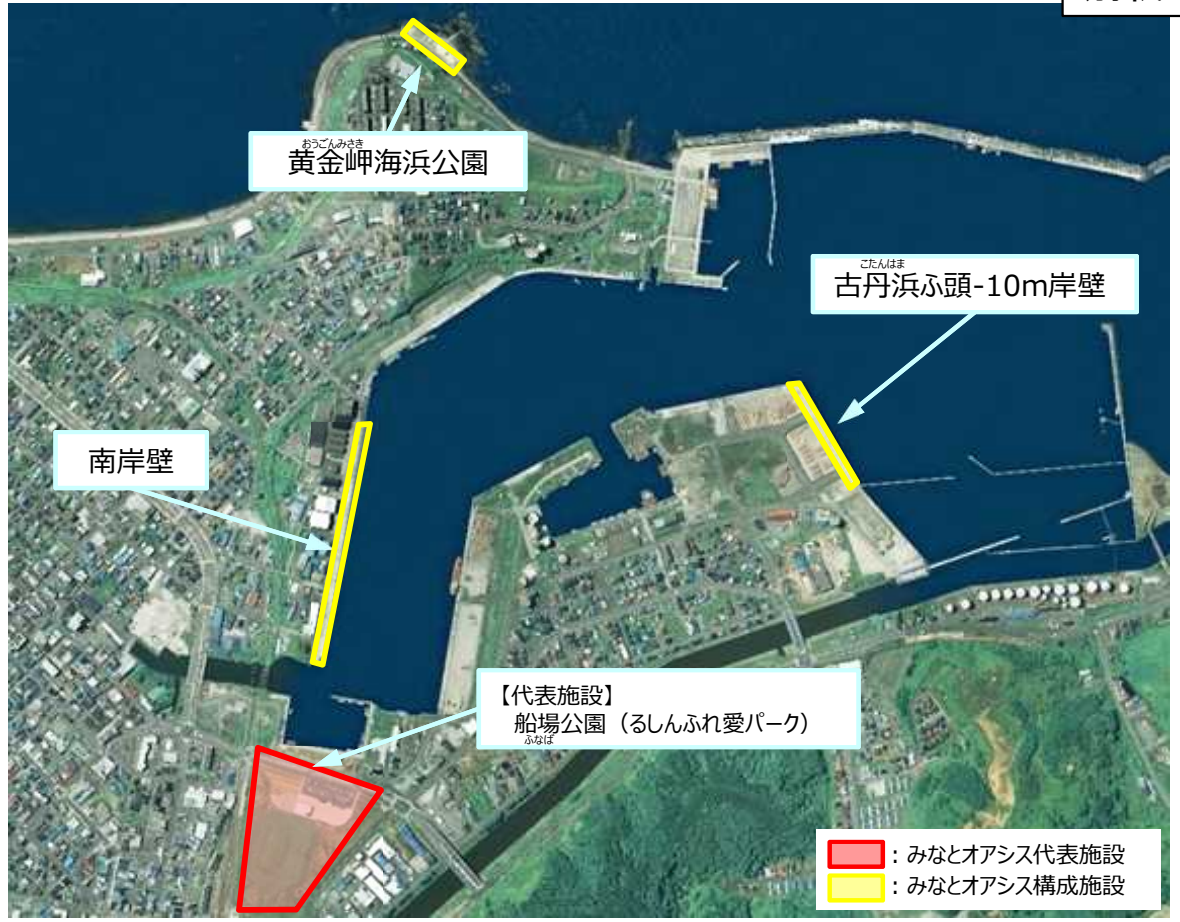 おうごんみさき
黄金岬海浜公園
こたんはま
古丹浜ふ頭-10m岸壁
南岸壁
【代表施設】
船場公園（るしんふれ愛パーク）
ふなば
：みなとオアシス代表施設
：みなとオアシス構成施設